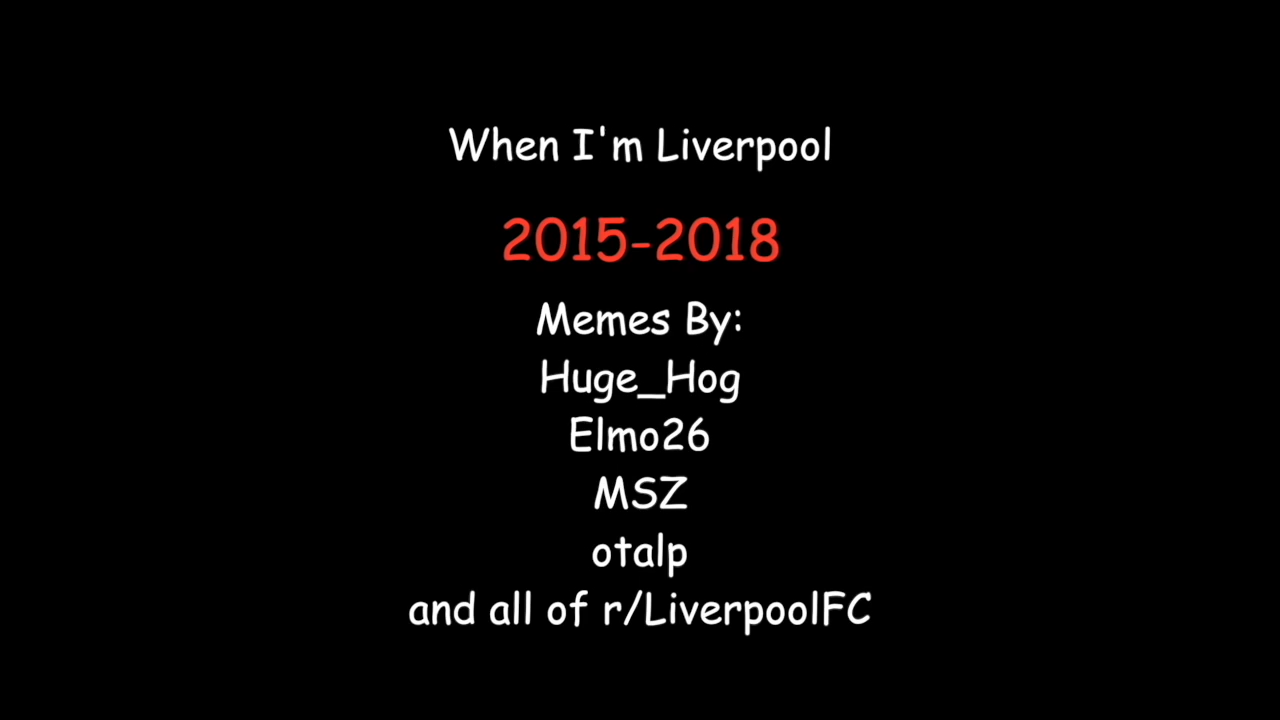 When I'm Liverpool
2015-2018
Memes By:
Huge_Hog
Elmo26
MSZ
otalp
and all of r/LiverpoolFC